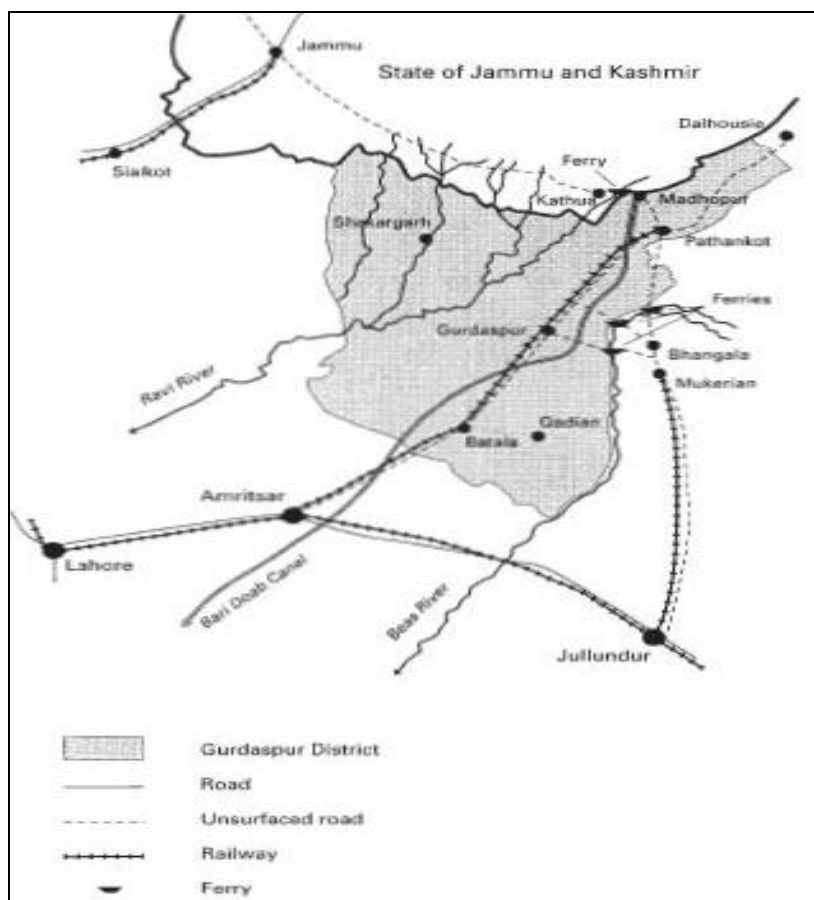 Jammu
State of Jammu and Kashmir
Dalhousie
Sialkot
Ferry
Kathua
Madhopur
Shakargarh
Pathankot
Ferries
Gurdaspur
Bhangala
Mukerian
Ravi River
Gadian
Batala
Amritsar
Lahore
Bari Doab Canal
Beas River
Jullundur
Gurdaspur District
Road
Unsurfaced road
Railway
Ferry